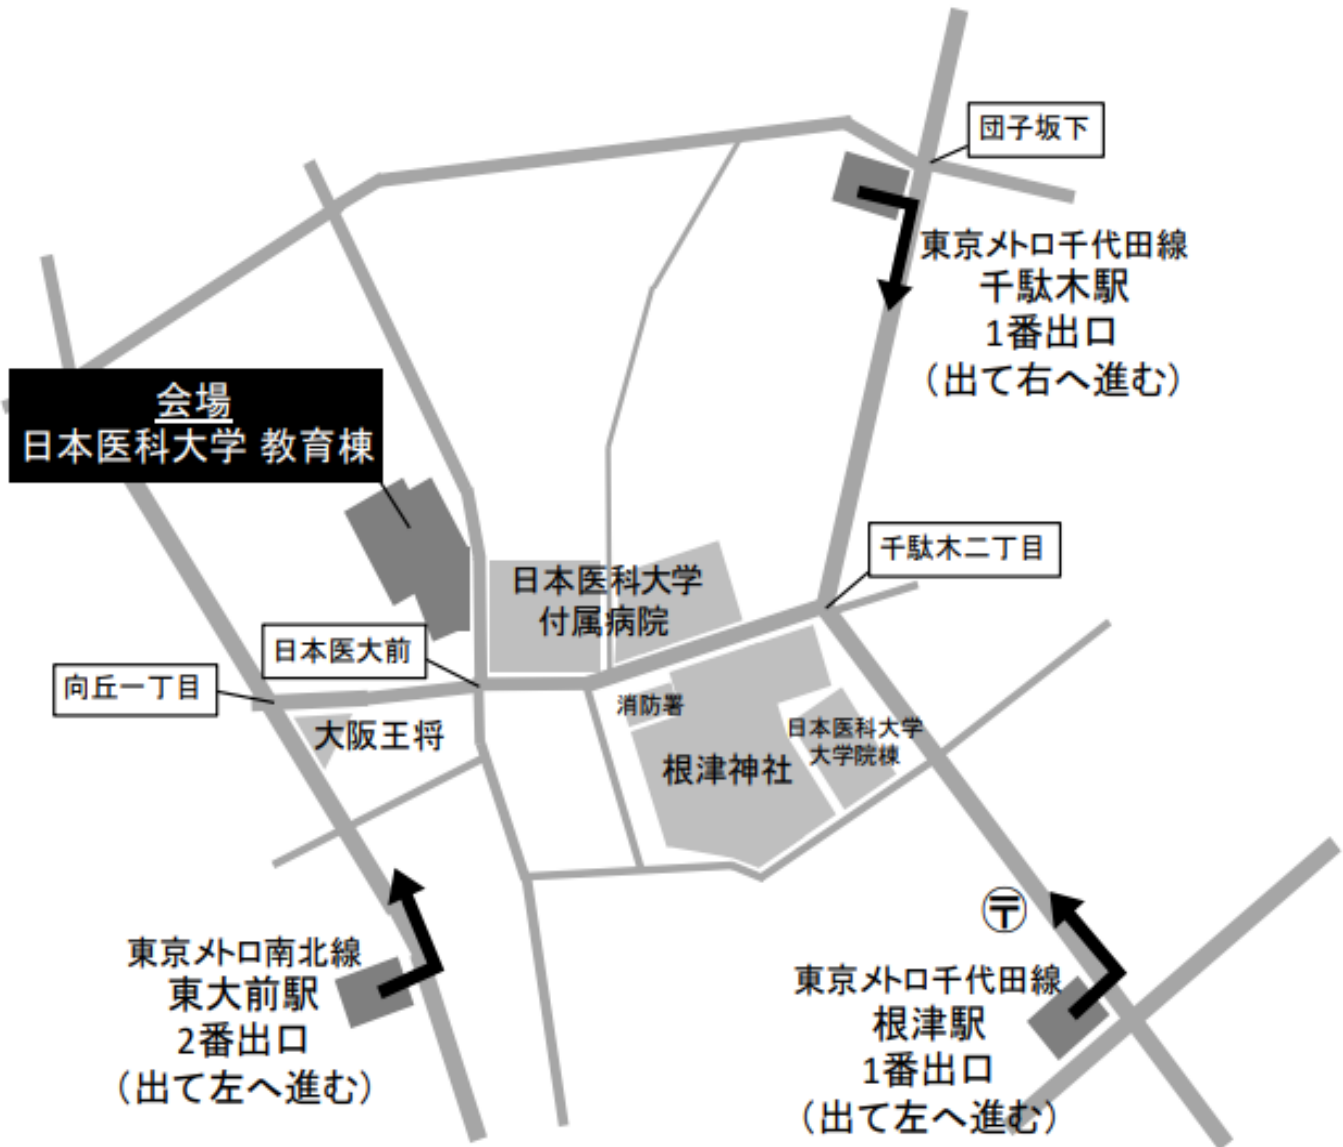 団子坂下
東京メトロ千代田線
千駄木駅
1番出口
（出て右へ進む）
会場
日本医科大学 教育棟
千駄木二丁目
日本医科大学
付属病院
日本医大前
向丘一丁目
大阪王将
消防署
根津神社
日本医科大学
大学院棟
〒
東京メトロ南北線
東大前駅
2番出口
（出て左へ進む）
東京メトロ千代田線
根津駅
1番出口
（出て左へ進む）